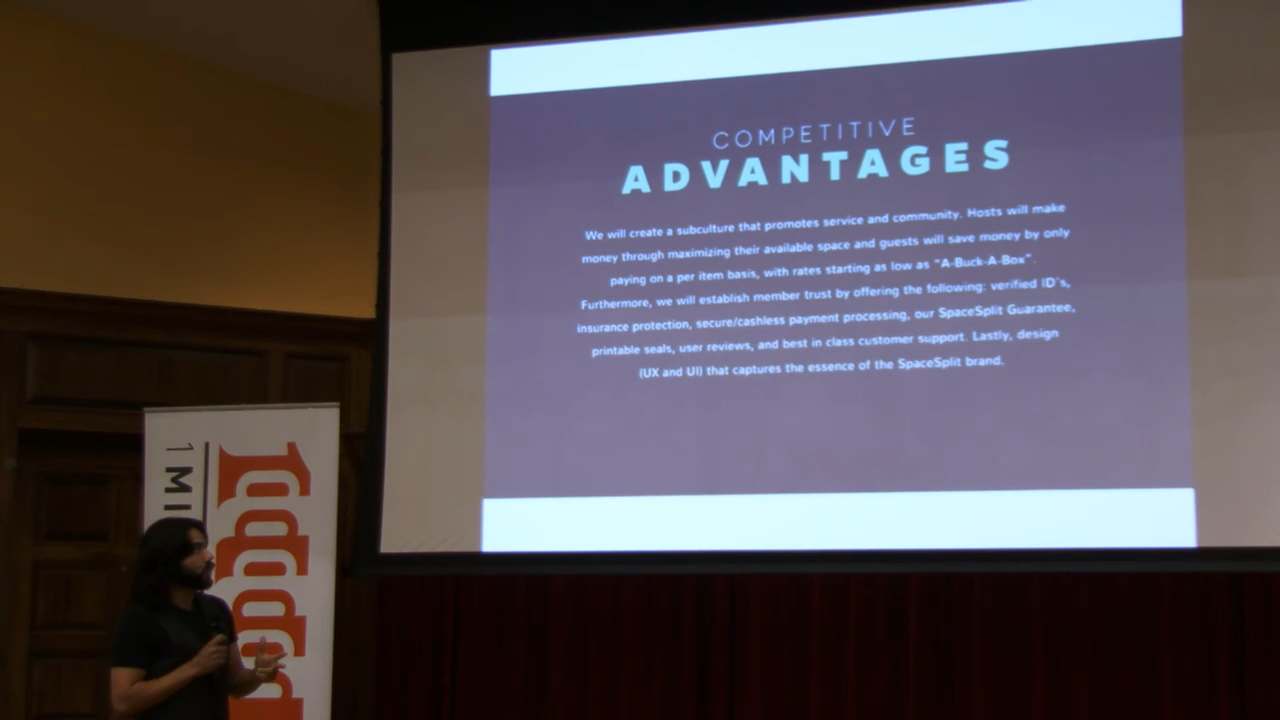 COMPETITIVE
ADVANTAGES
We will create a subculture that promotes service and community. Hosts will make
money through maximizing their available space and guests will save money by only
paying on a per item basis, with rates starting as low as "A-Buck-A-Box".
Furthermore, we will establish member trust by offering the following: verified ID's,
insurance protection, secure/cashless payment processing, our SpaceSplit Guarantee,
printable seals, user reviews, and best in class customer support. Lastly, design
(UX and UI) that captures the essence of the SpaceSplit brand.
1 MI